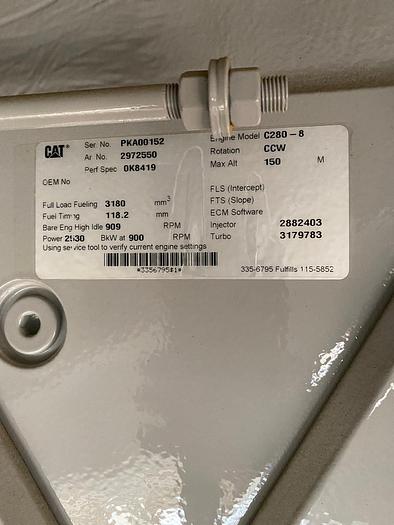 CAT®
Ser. No. PKA00152
Ar No. 2972550
Perf Spec 0K8419
OEM No
Engine Model C280-8
Rotation CCW
Max Alt 150 M
FLS (Intercept)
FTS (Slope)
ECM Software
Injector 2882403
Turbo 3179783
Full Load Fueling 3180 mm³
Fuel Timing 118.2 mm
Bare Eng High Idle 909 RPM
Power 2530 BkW at 900 RPM
Using service tool to verify current engine settings
*3356795#1*
335-6795 Fulfills 115-5852